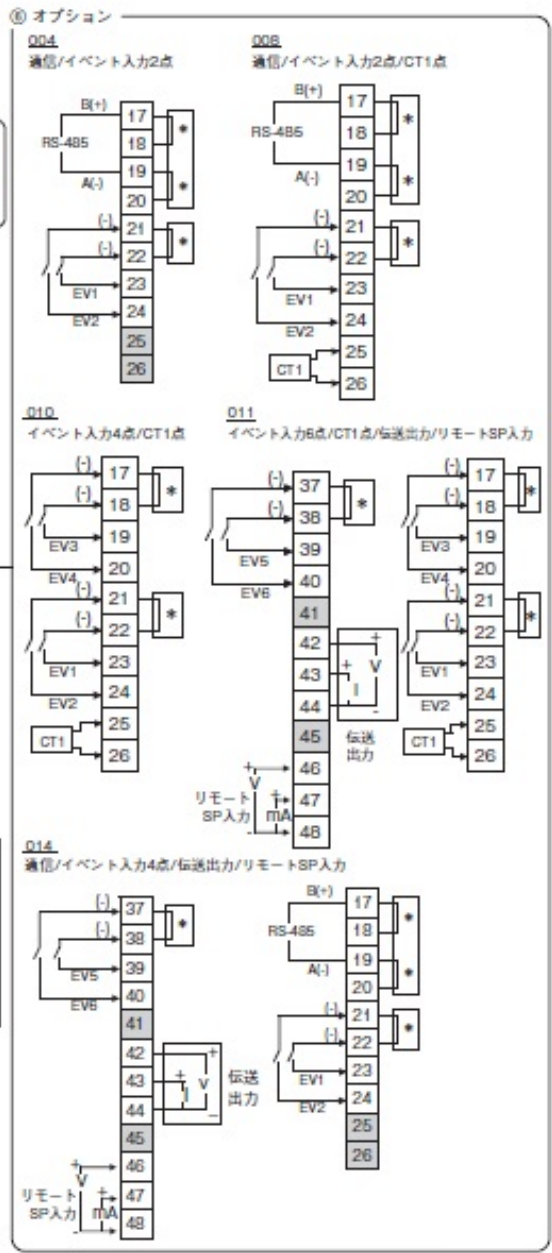 ⑥ オプション
004
通信/イベント入力2点
B(+)
RS-485
A(-)
17
18
19
20
21
22
23
24
25
26
*
*
*
(-)
(-)
EV1
EV2
008
通信/イベント入力2点/CT1点
B(+)
RS-485
A(-)
17
18
19
20
21
22
23
24
25
26
*
*
*
(-)
(-)
EV1
EV2
CT1
010
イベント入力4点/CT1点
(-)
(-)
EV3
EV4
(-)
(-)
EV1
EV2
CT1
17
18
19
20
21
22
23
24
25
26
*
*
011
イベント入力6点/CT1点/伝送出力/リモートSP入力
(-)
(-)
EV5
EV6
37
38
39
40
41
42
43
44
45
46
47
48
*
+
+
V
I
-
伝送
出力
+
V
+
mA
-
リモート
SP入力
(-)
(-)
EV3
EV4
(-)
(-)
EV1
EV2
CT1
17
18
19
20
21
22
23
24
25
26
*
*
014
通信/イベント入力4点/伝送出力/リモートSP入力
(-)
(-)
EV5
EV6
37
38
39
40
41
42
43
44
45
46
47
48
*
+
+
V
I
-
伝送
出力
+
V
+
mA
-
リモート
SP入力
B(+)
RS-485
A(-)
(-)
(-)
EV1
EV2
17
18
19
20
21
22
23
24
25
26
*
*
*